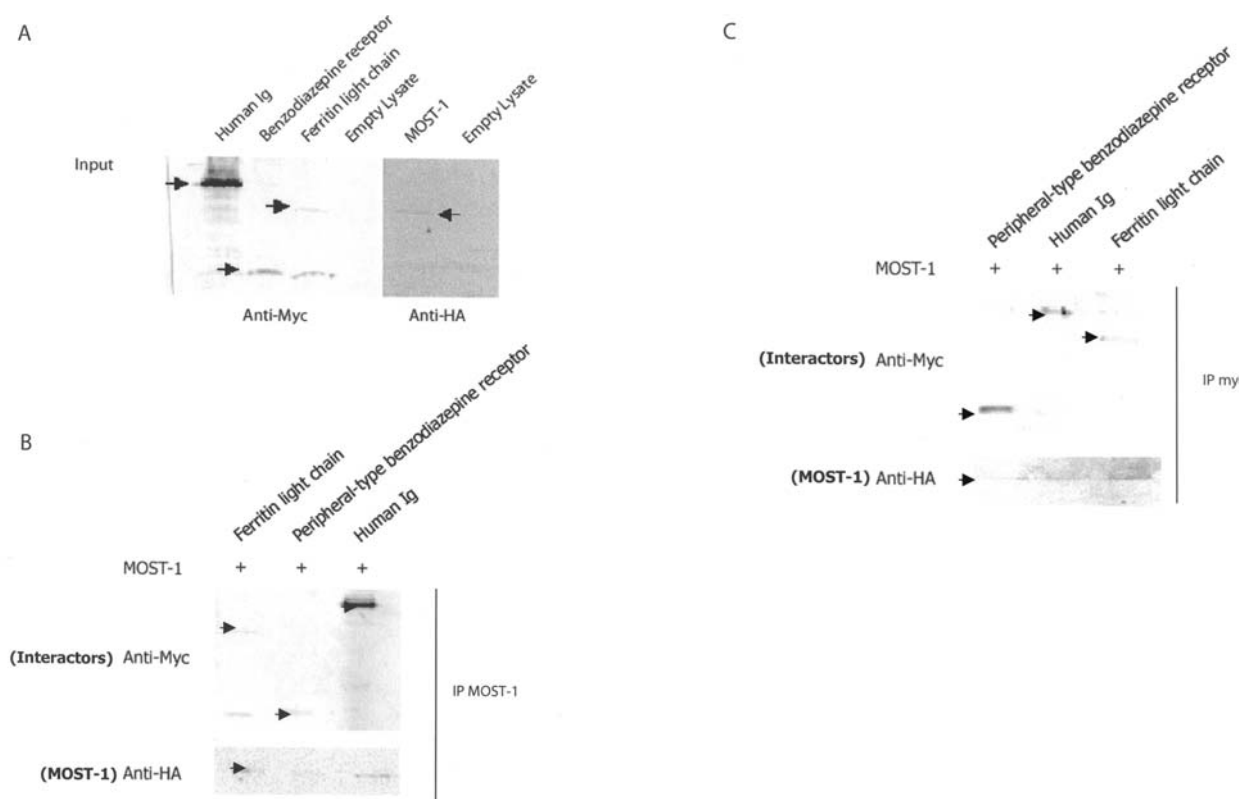 A
Human Ig
Benzodiazepine receptor
Ferritin light chain
Empty Lysate
MOST-1
Empty Lysate
Input
Anti-Myc
Anti-HA
B
Ferritin light chain
Peripheral-type benzodiazepine receptor
Human Ig
MOST-1 + + +
(Interactors) Anti-Myc
IP MOST-1
(MOST-1) Anti-HA
C
Peripheral-type benzodiazepine receptor
Human Ig
Ferritin light chain
MOST-1 + + +
(Interactors) Anti-Myc
IP my
(MOST-1) Anti-HA